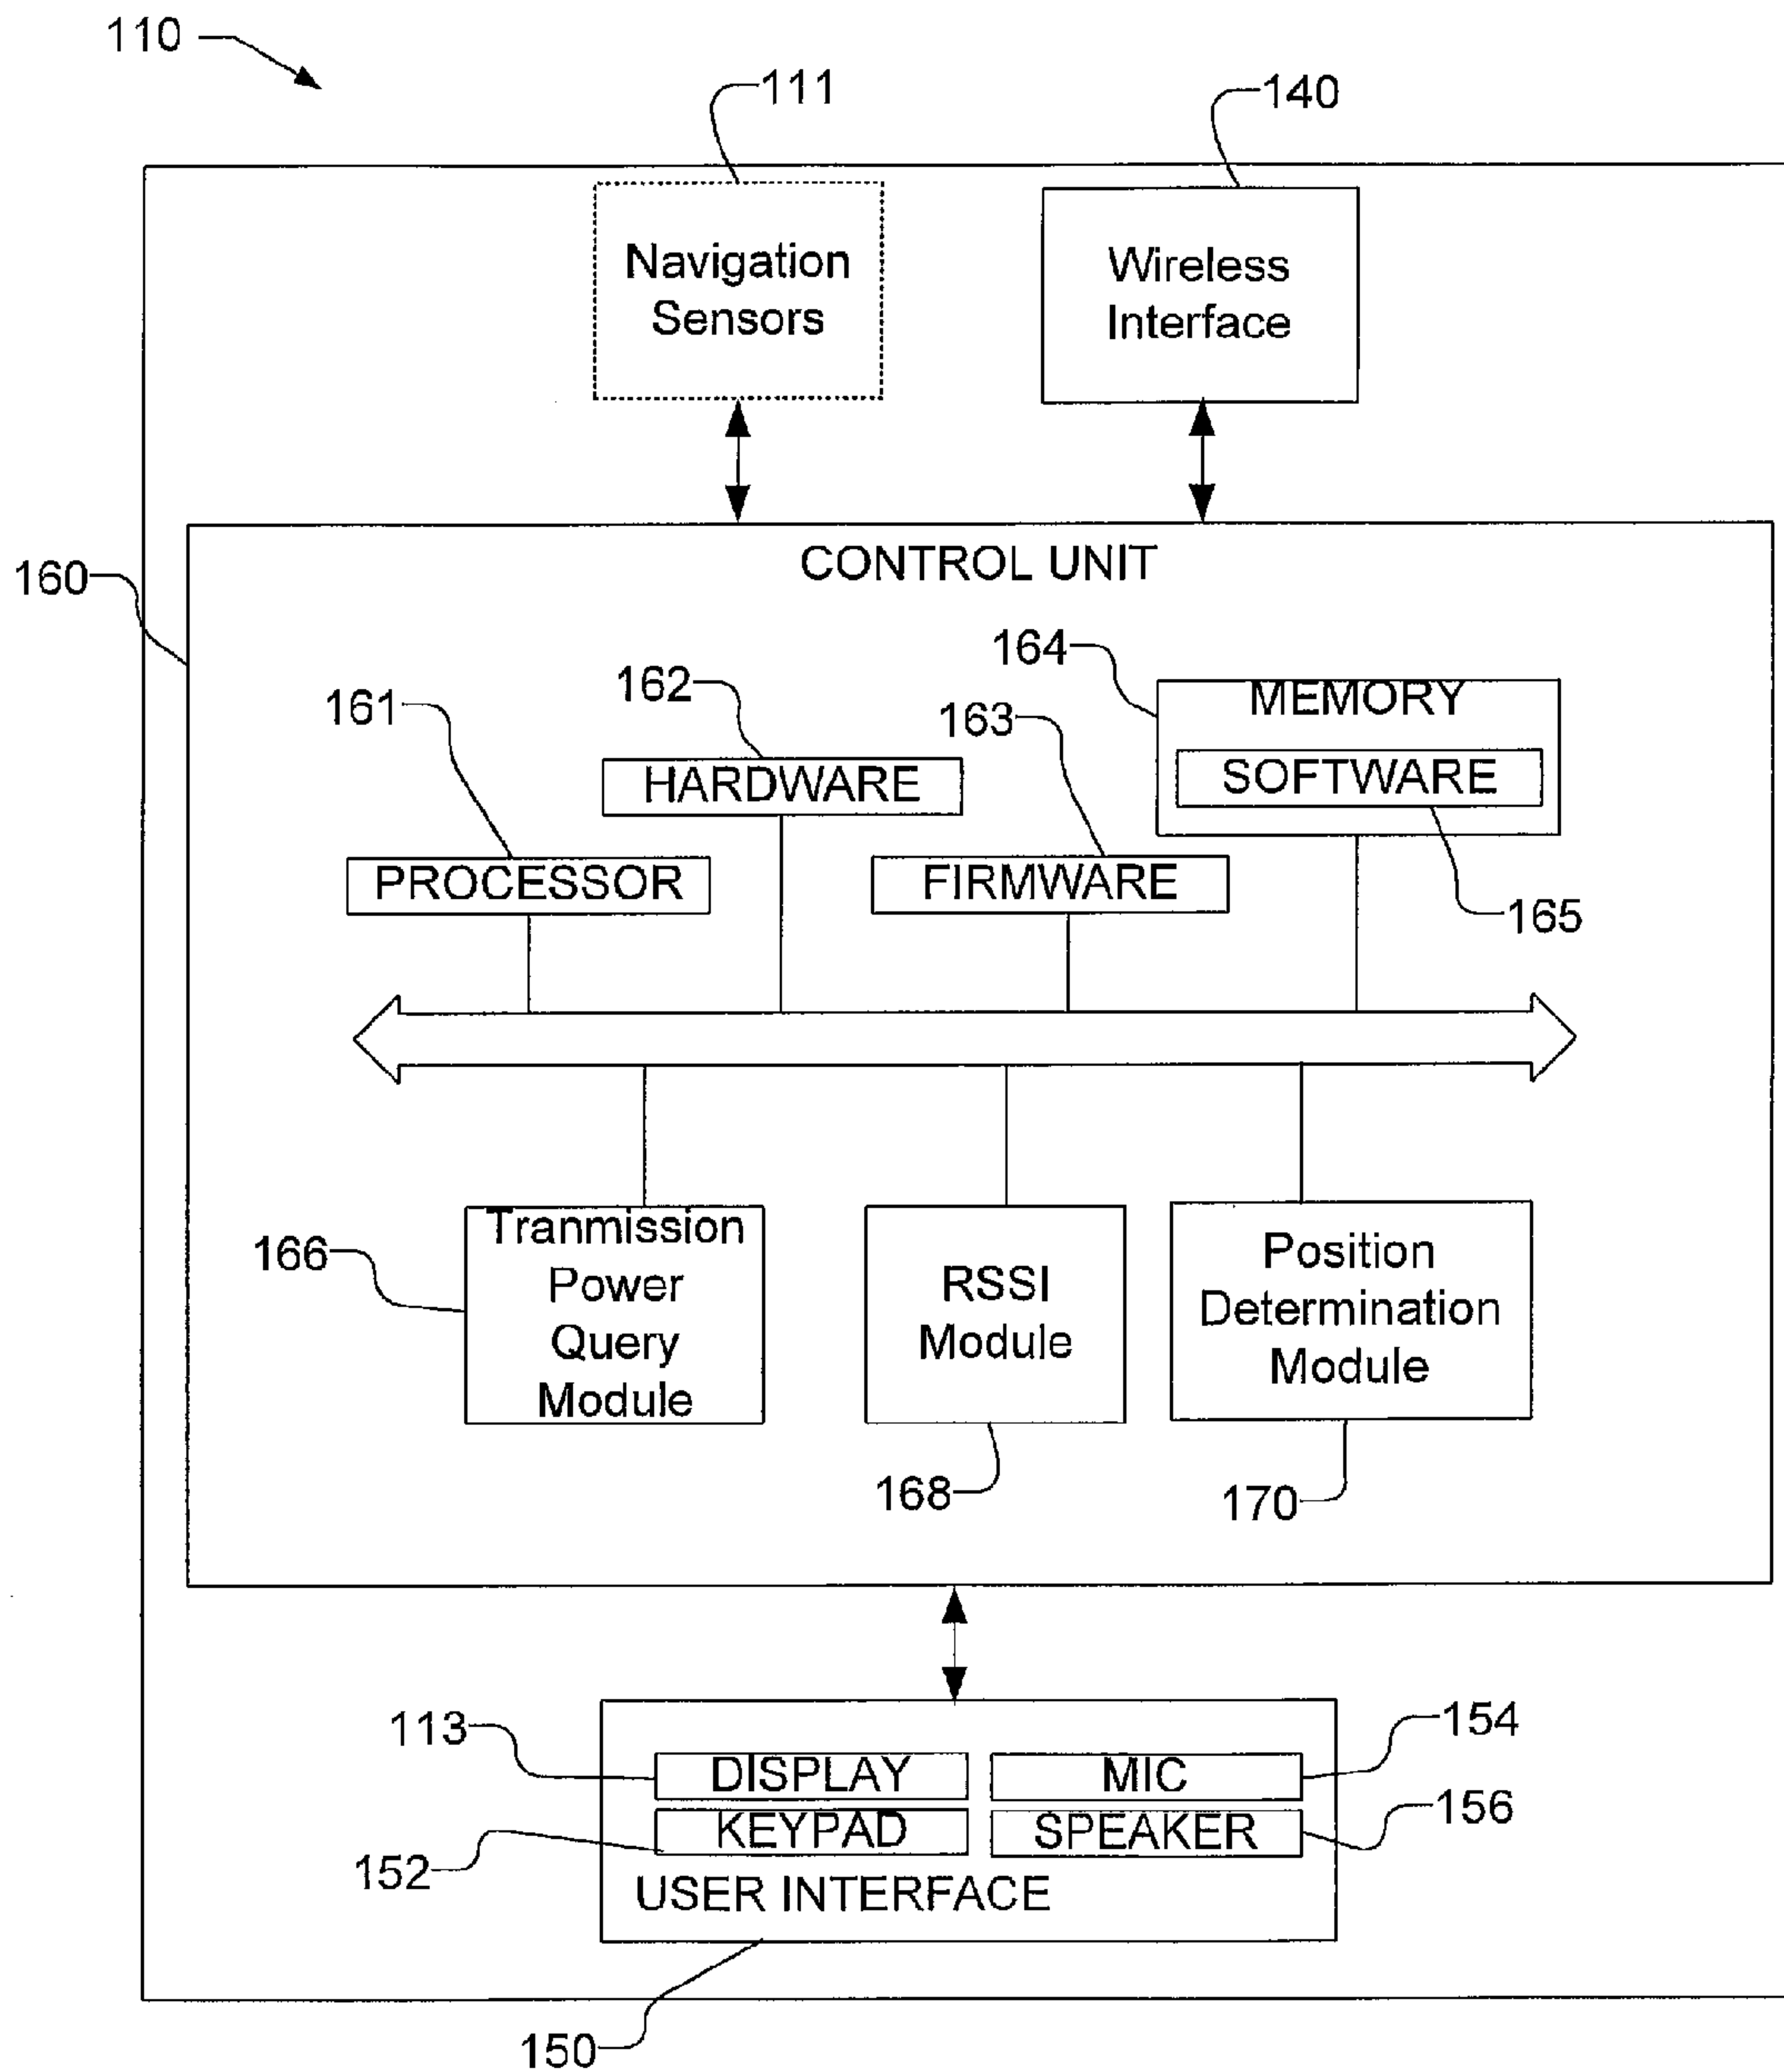 110
111
140
Navigation
Sensors
Wireless
Interface
160
CONTROL UNIT
164
MEMORY
162
161
163
HARDWARE
SOFTWARE
PROCESSOR
FIRMWARE
165
166
Tranmission
Power
Query
Module
RSSI
Module
Position
Determination
Module
168
170
113
DISPLAY
MIC
154
KEYPAD
SPEAKER
156
152
USER INTERFACE
150